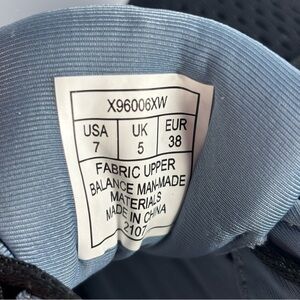 X96006XW
USA UK EUR
7 5 38
FABRIC UPPER
BALANCE MAN-MADE
MATERIALS
MADE IN CHINA
2107